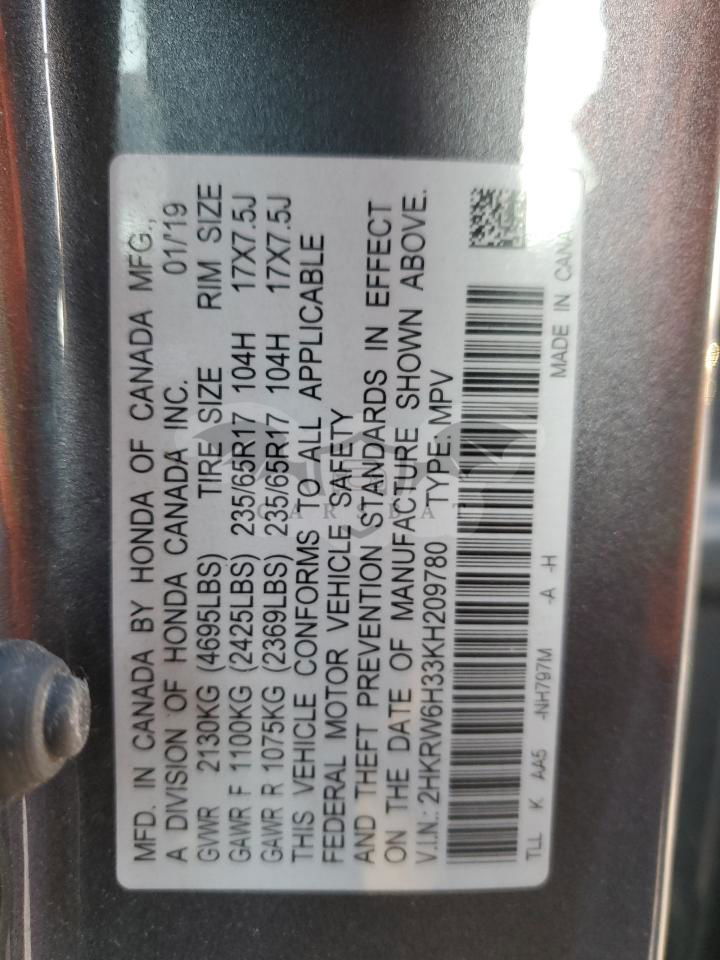 MFD. IN CANADA BY HONDA OF CANADA MFG.,
A DIVISION OF HONDA CANADA INC. 01/'19
GVWR 2130KG (4695LBS) TIRE SIZE RIM SIZE
GAWR F 1100KG (2425LBS) 235/65R17 104H 17X7.5J
GAWR R 1075KG (2369LBS) 235/65R17 104H 17X7.5J
THIS VEHICLE CONFORMS TO ALL APPLICABLE
FEDERAL MOTOR VEHICLE SAFETY
AND THEFT PREVENTION STANDARDS IN EFFECT
ON THE DATE OF MANUFACTURE SHOWN ABOVE.
V.I.N.: 2HKRW6H33KH209780 TYPE: MPV
TLL K AA5 -NH797M -A -H
MADE IN CANA